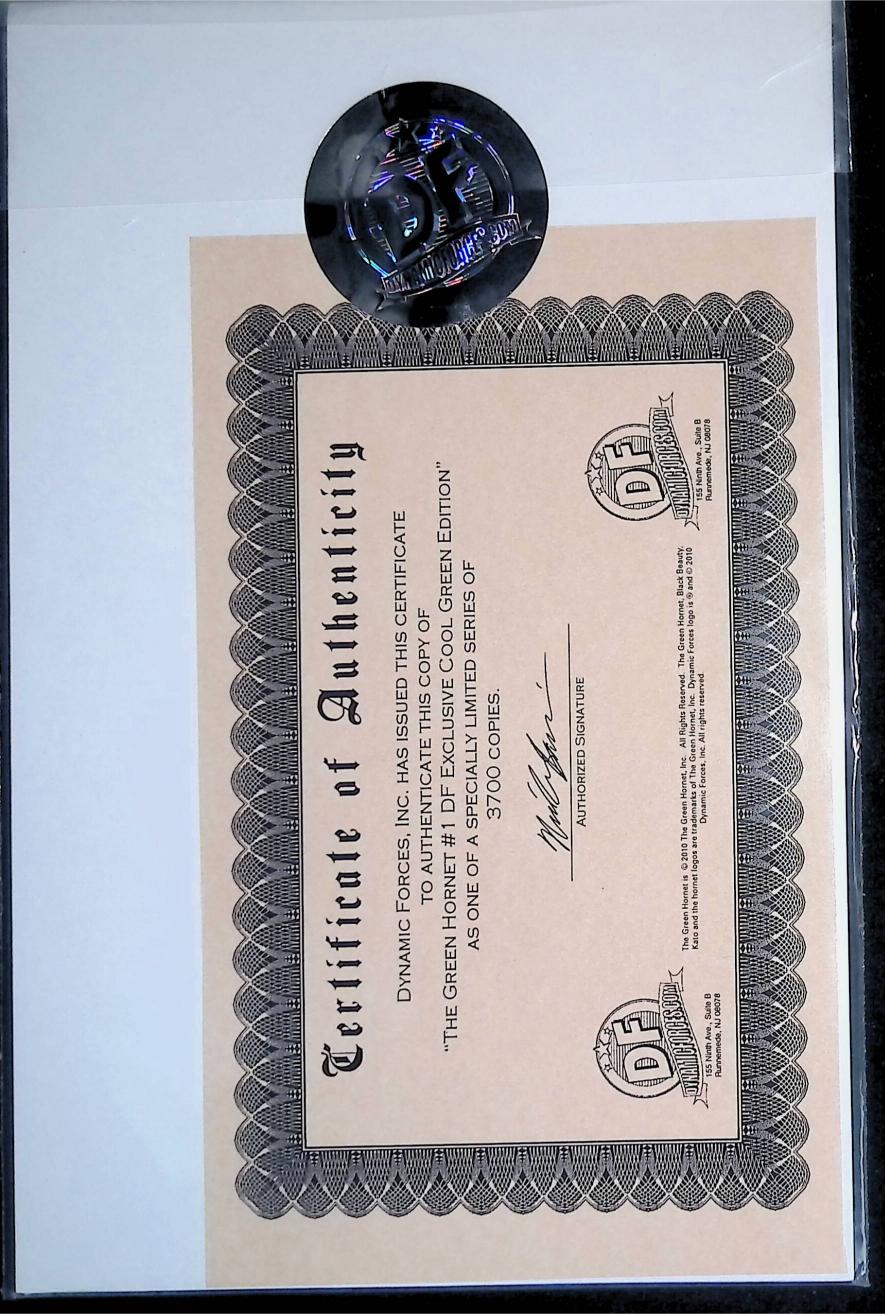 DF
DYNAMICFORCES.COM
Certificate of Authenticity
DYNAMIC FORCES, INC. HAS ISSUED THIS CERTIFICATE
TO AUTHENTICATE THIS COPY OF
"THE GREEN HORNET #1 DF EXCLUSIVE COOL GREEN EDITION"
AS ONE OF A SPECIALLY LIMITED SERIES OF
3700 COPIES.
AUTHORIZED SIGNATURE
DF
DYNAMICFORCES.COM
155 Ninth Ave., Suite B
Runnemede, NJ 08078
The Green Hornet is © 2010 The Green Hornet, Inc. All Rights Reserved. The Green Hornet, Black Beauty,
Kato and the hornet logos are trademarks of The Green Hornet, Inc. Dynamic Forces logo is ® and © 2010
Dynamic Forces, Inc. All rights reserved.
DF
DYNAMICFORCES.COM
155 Ninth Ave., Suite B
Runnemede, NJ 08078